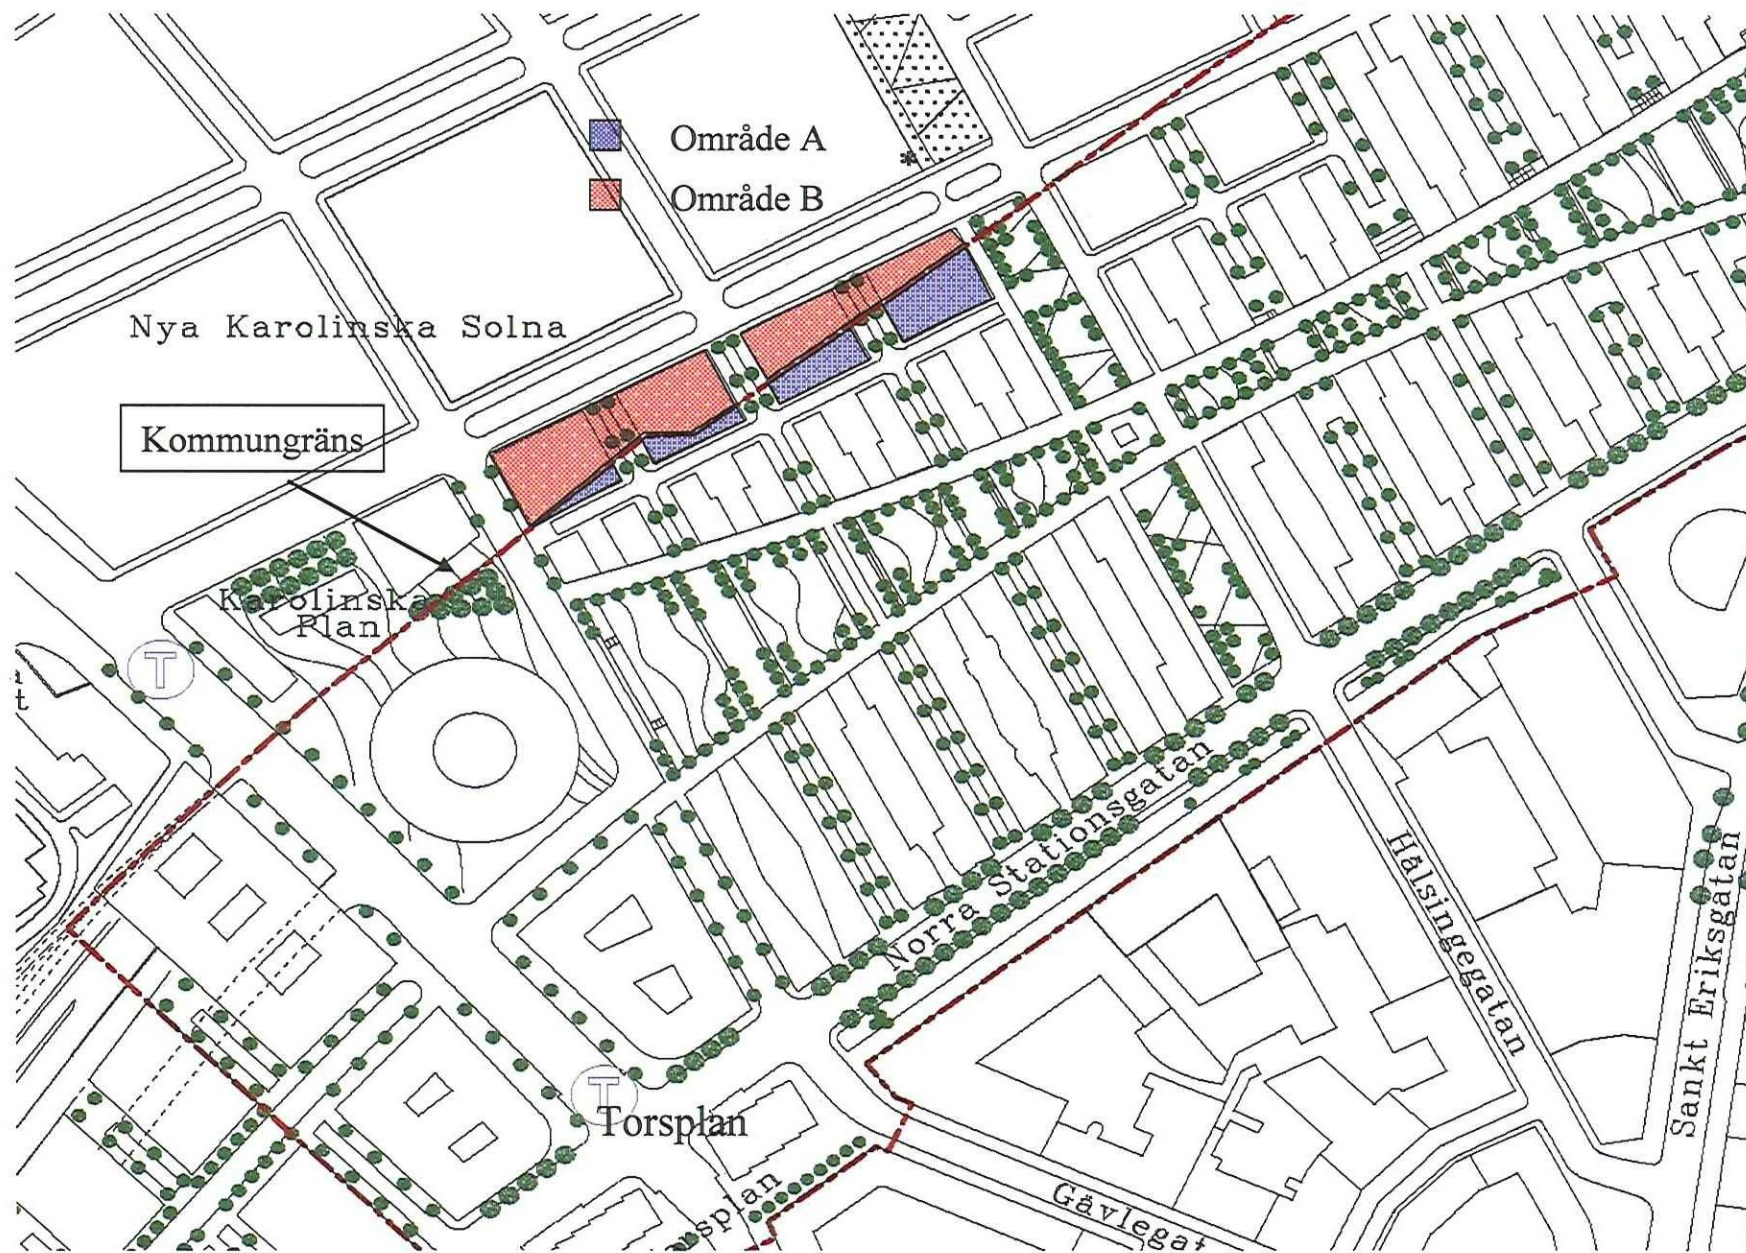 Område A
Område B
Nya Karolinska Solna
Kommungräns
Karolinska
Plan
T
t
Norra Stationsgatan
Hälsingegatan
Sankt Eriksgatan
T
Torsplan
Gävlegat